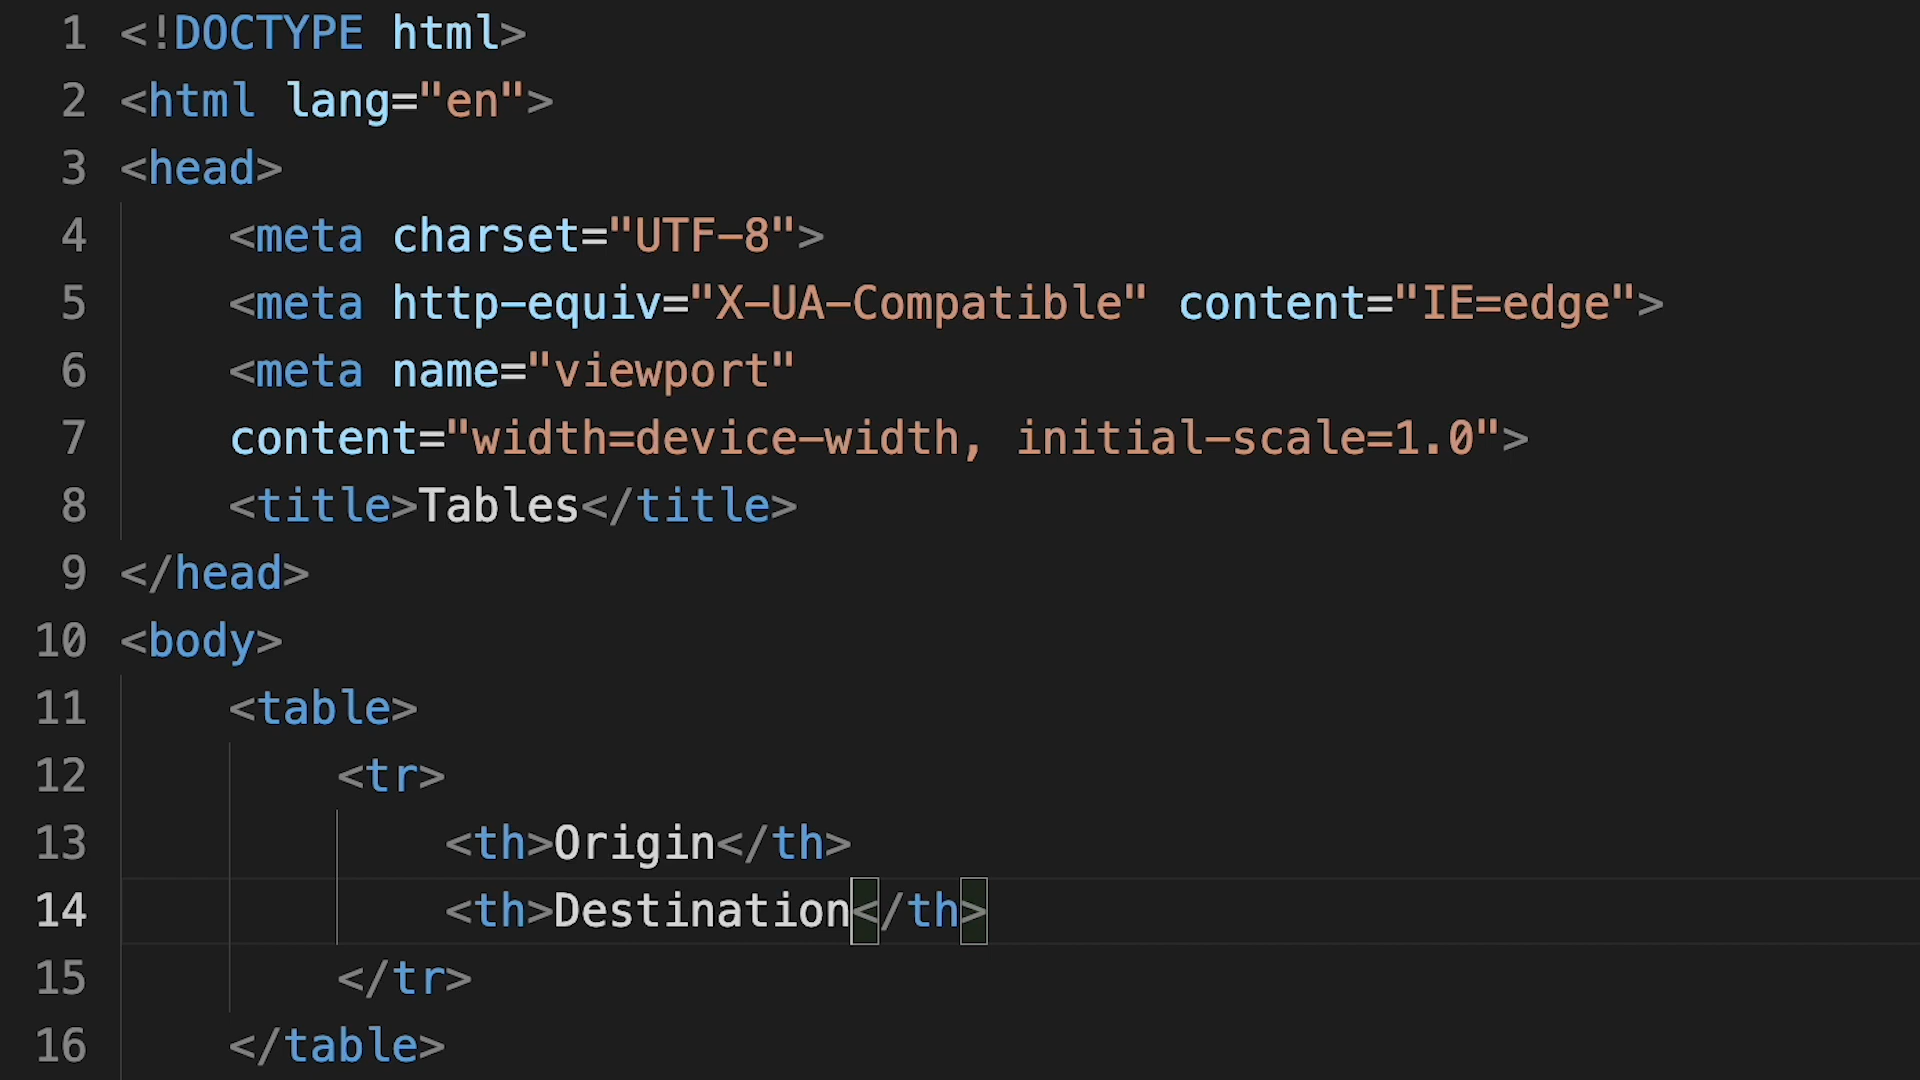 1 <!DOCTYPE html>
2 <html lang="en">
3 <head>
4     <meta charset="UTF-8">
5     <meta http-equiv="X-UA-Compatible" content="IE=edge">
6     <meta name="viewport"
7     content="width=device-width, initial-scale=1.0">
8     <title>Tables</title>
9 </head>
10 <body>
11     <table>
12         <tr>
13             <th>Origin</th>
14             <th>Destination</th>
15         </tr>
16     </table>